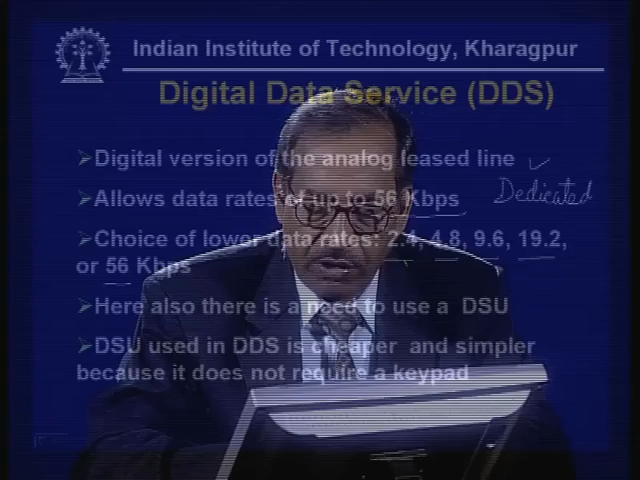 Indian Institute of Technology, Kharagpur
Digital Data Service (DDS)
➢Digital version of the analog leased line
➢Allows data rates of up to 56 Kbps
Dedicated
➢Choice of lower data rates: 2.4, 4.8, 9.6, 19.2,
or 56 Kbps
➢Here also there is a need to use a DSU
➢DSU used in DDS is cheaper and simpler
because it does not require a keypad